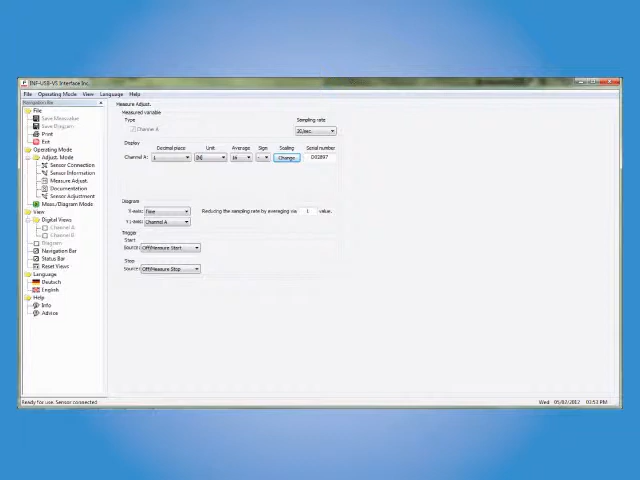 INF-USB-VS Interface Inc.
File Operating Mode View Language Help
Navigation Bar
File
Save Measvalue
Save Diagram
Print
Exit
Operating Mode
Adjust. Mode
Sensor Connection
Sensor Information
Measure Adjust.
Documentation
Sensor Adjustment
Meas/Diagram Mode
View
Digital Views
Channel A
Channel B
Diagram
Navigation Bar
Status Bar
Reset Views
Language
Deutsch
English
Help
Info
Advice
Measure Adjust.
Measured variable
Type
Channel A
Sampling rate
20/sec
Display
Decimal place Unit Average Sign Scaling Serial number
Channel A: 1 [N] 16 - Change D03897
Diagram
X-axis: Time Reducing the sampling rate by averaging via 1 value.
Y1-axis: Channel A
Trigger
Start
Source: Off/Measure Start
Stop
Source: Off/Measure Stop
Ready for use. Sensor connected. Wed 05/02/2012 03:53 PM